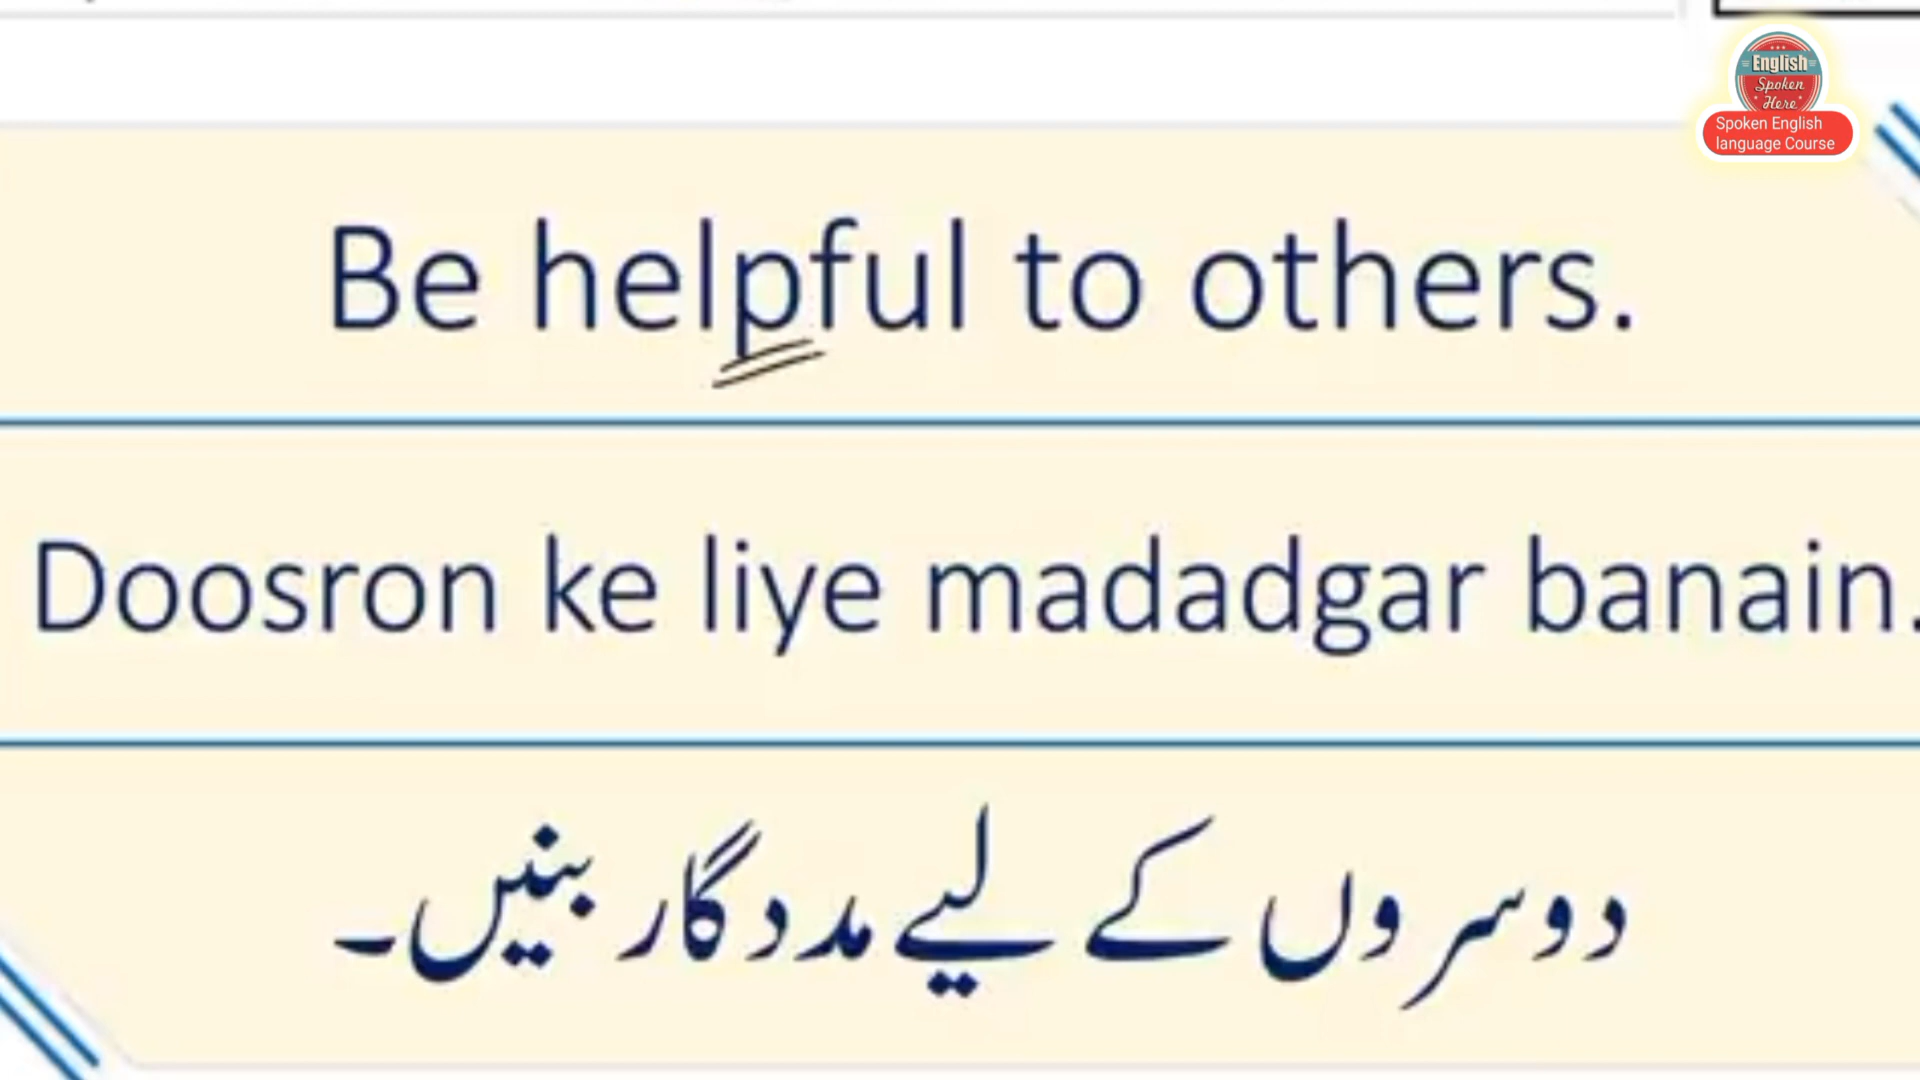 English
Spoken
Here
Spoken English
language Course
Be helpful to others.
Doosron ke liye madadgar banain.
دوسروں کے لیے مددگار بنیں۔